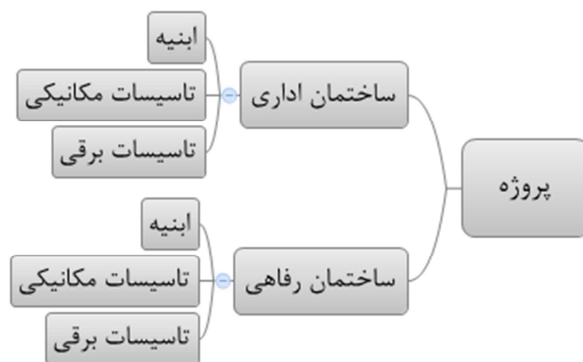 پروژه
ساختمان اداری
ابنیه
تاسیسات مکانیکی
تاسیسات برقی
ساختمان رفاهی
ابنیه
تاسیسات مکانیکی
تاسیسات برقی